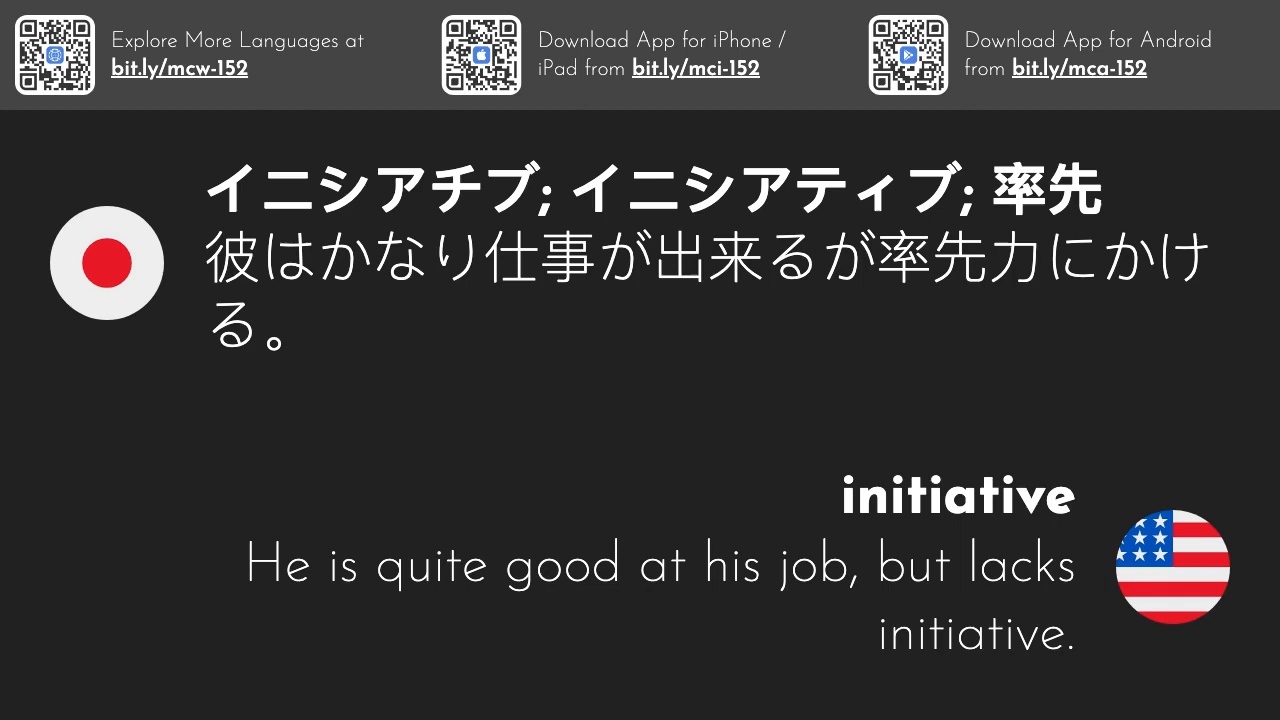 Explore More Languages at
bit.ly/mcw-152
Download App for iPhone /
iPad from bit.ly/mci-152
Download App for Android
from bit.ly/mca-152
イニシアチブ; イニシアティブ; 率先
彼はかなり仕事が出来るが率先力にかけ
る。
initiative
He is quite good at his job, but lacks
initiative.